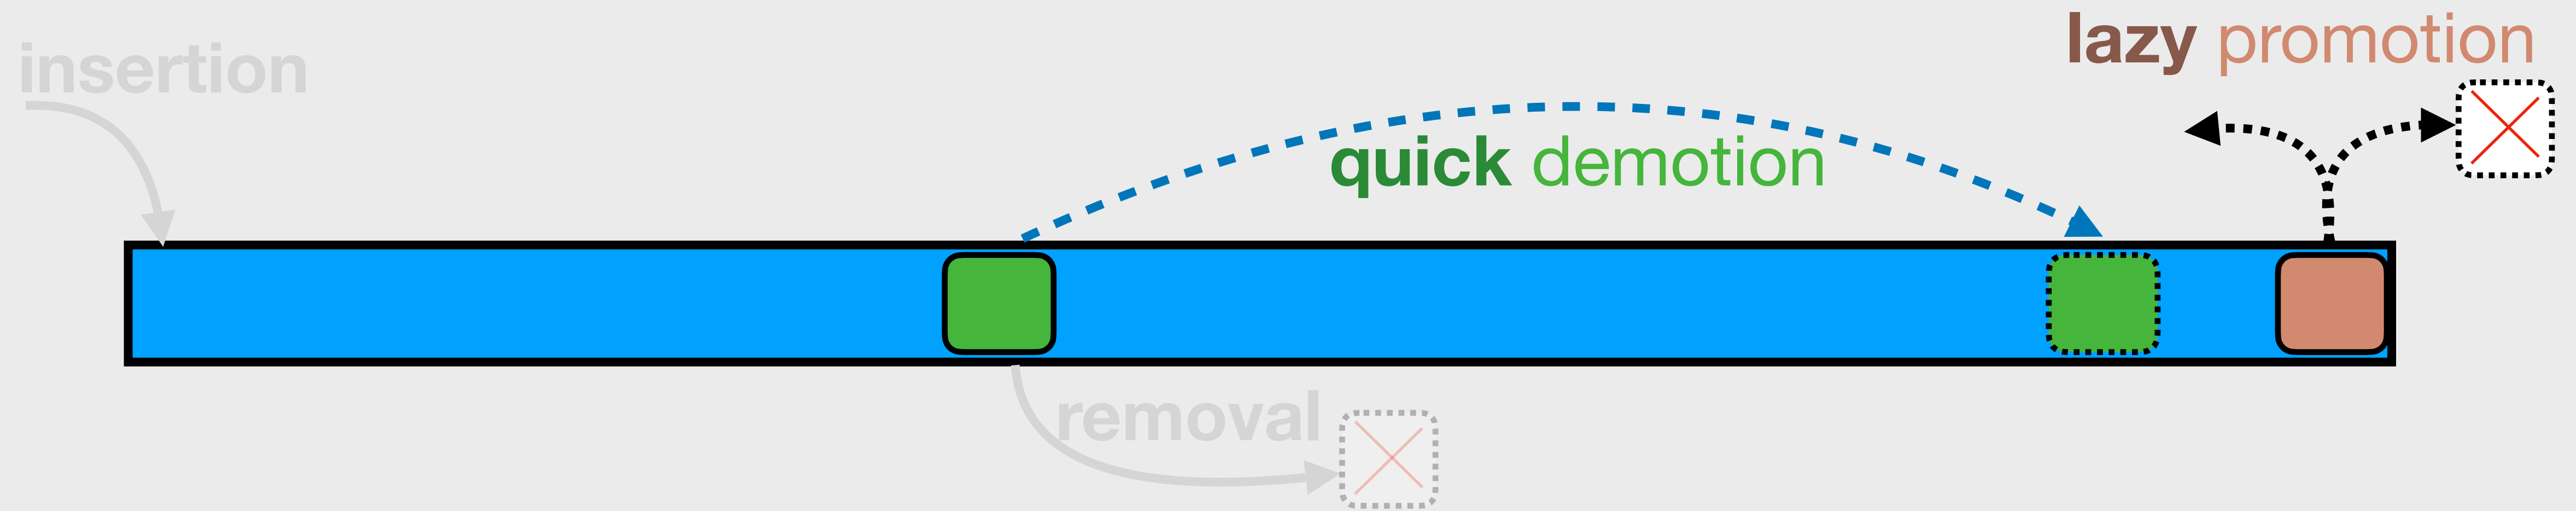 insertion
lazy promotion
quick demotion
removal